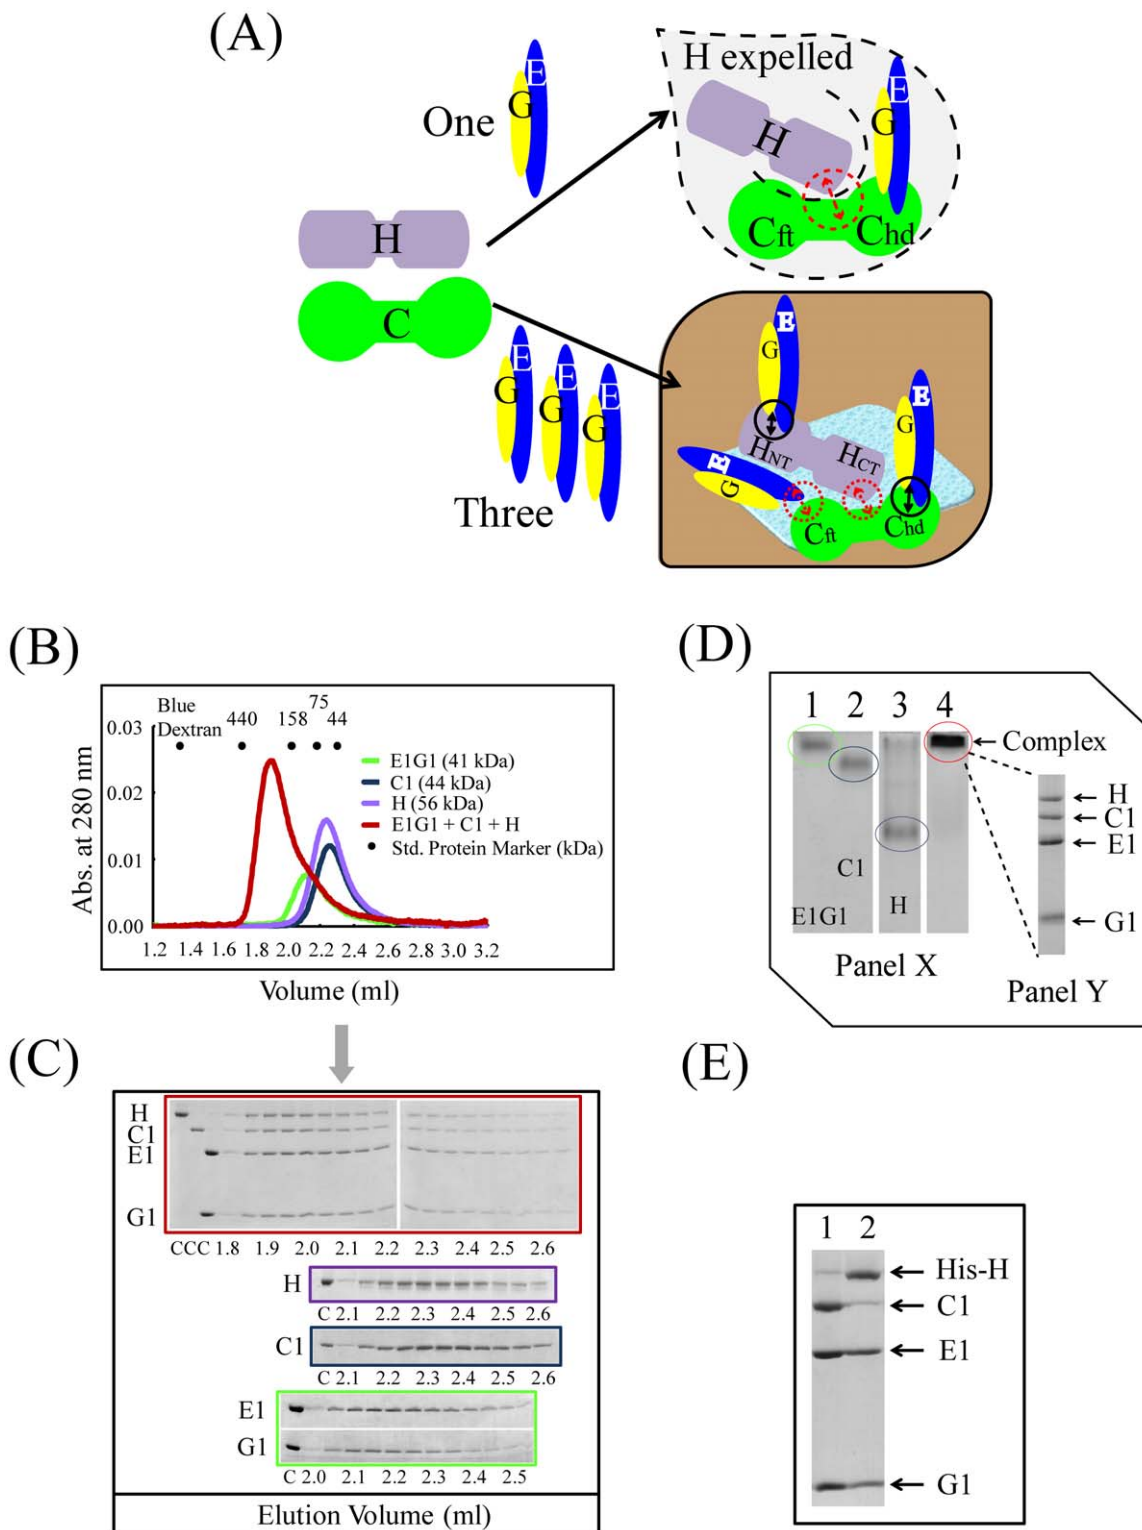 (A)
One
G E
H expelled
H
G E
Cft Chd
H
C
G E G E G E
Three
G E
HNT HCT
G E
G E
Cft Chd
(B)
Blue Dextran 440 158 75 44
0.03
0.02
0.01
0.00
Abs. at 280 nm
E1G1 (41 kDa)
C1 (44 kDa)
H (56 kDa)
E1G1 + C1 + H
Std. Protein Marker (kDa)
1.2 1.4 1.6 1.8 2.0 2.2 2.4 2.6 2.8 3.0 3.2
Volume (ml)
(C)
H
C1
E1
G1
CCC 1.8 1.9 2.0 2.1 2.2 2.3 2.4 2.5 2.6
H
C 2.1 2.2 2.3 2.4 2.5 2.6
C1
C 2.1 2.2 2.3 2.4 2.5 2.6
E1
G1
C 2.0 2.1 2.2 2.3 2.4 2.5
Elution Volume (ml)
(D)
1 2 3 4
Complex
E1G1 C1 H
Panel X
H
C1
E1
G1
Panel Y
(E)
1 2
His-H
C1
E1
G1